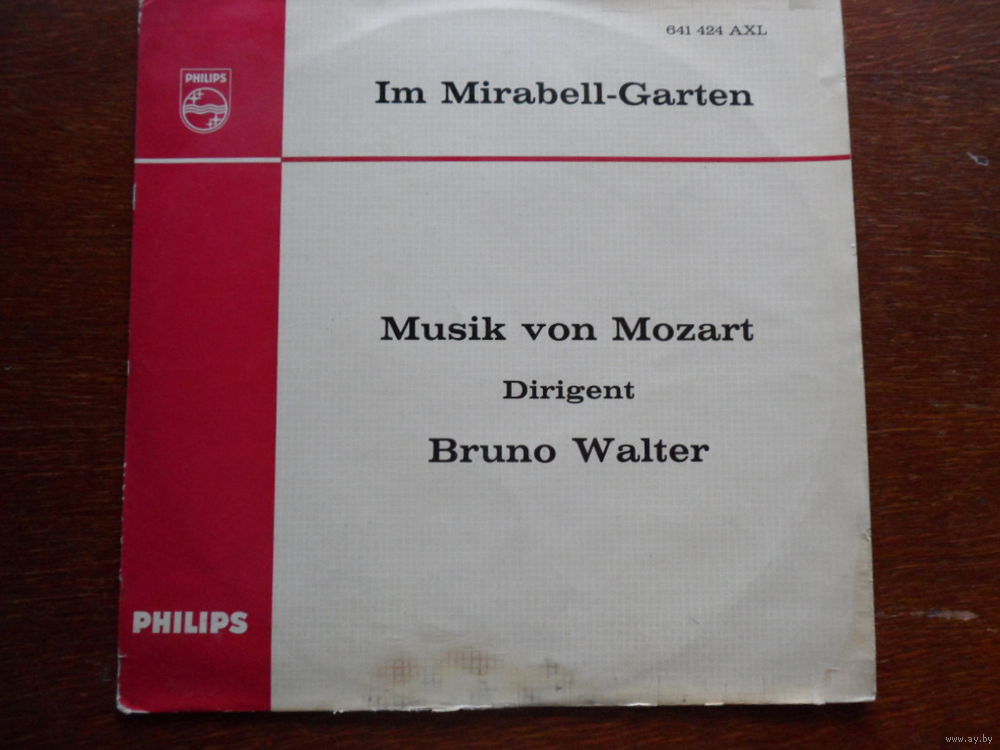 641 424 AXL
PHILIPS
Im Mirabell-Garten
Musik von Mozart
Dirigent
Bruno Walter
PHILIPS
www.ay.by